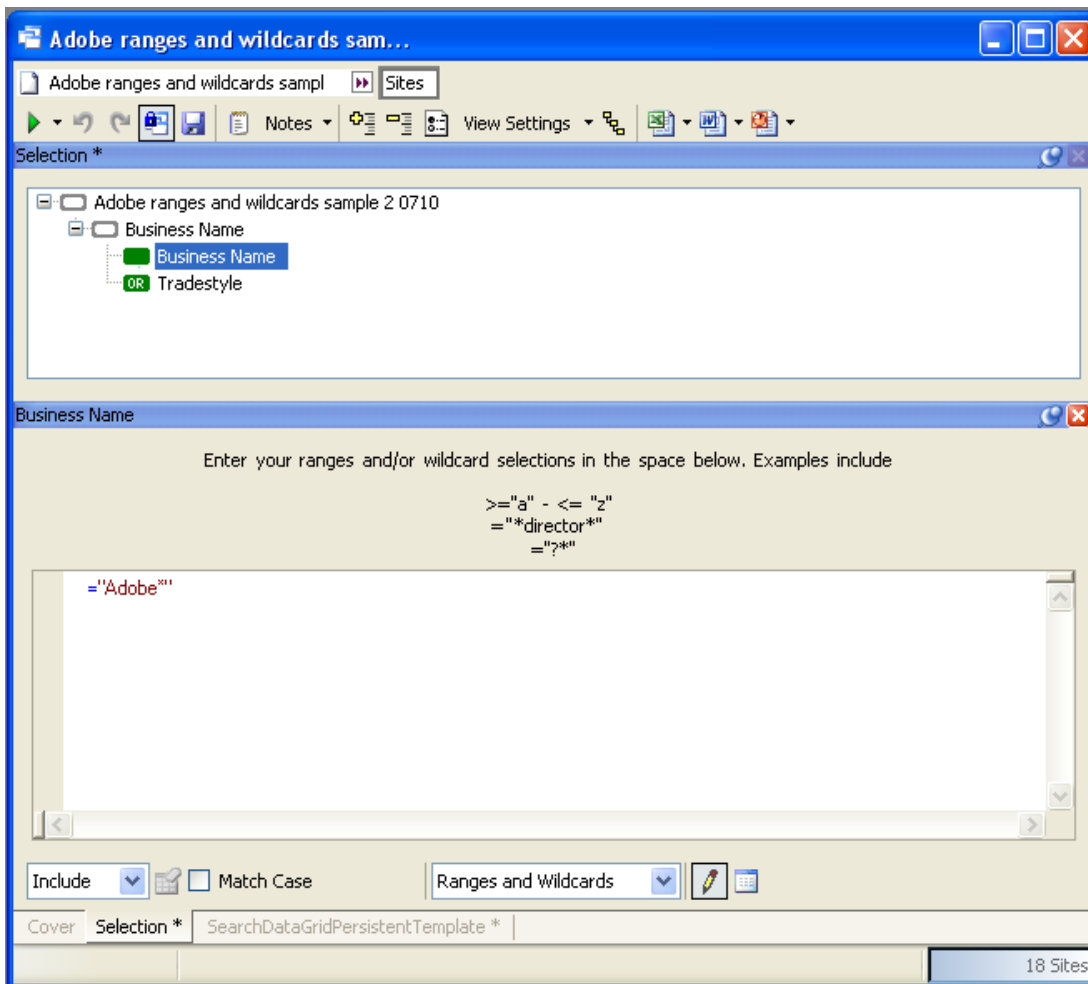 Adobe ranges and wildcards sam...
Adobe ranges and wildcards sampl Sites
Notes View Settings
Selection *
Adobe ranges and wildcards sample 2 0710
Business Name
Business Name
OR Tradestyle
Business Name
Enter your ranges and/or wildcard selections in the space below. Examples include
>="a" - <= "z"
="*director*"
="?*"
="Adobe*"
Include Match Case Ranges and Wildcards
Cover Selection * SearchDataGridPersistentTemplate *
18 Sites